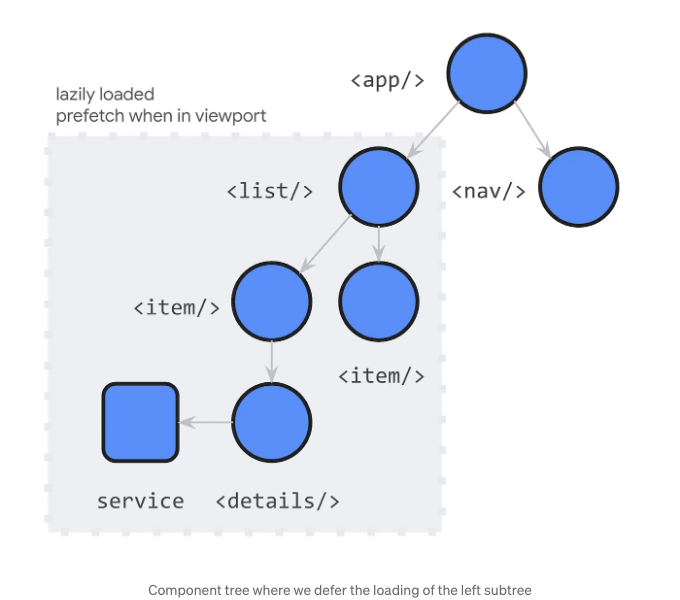 <app/>
lazily loaded
prefetch when in viewport
<list/>
<nav/>
<item/>
<item/>
service
<details/>
Component tree where we defer the loading of the left subtree